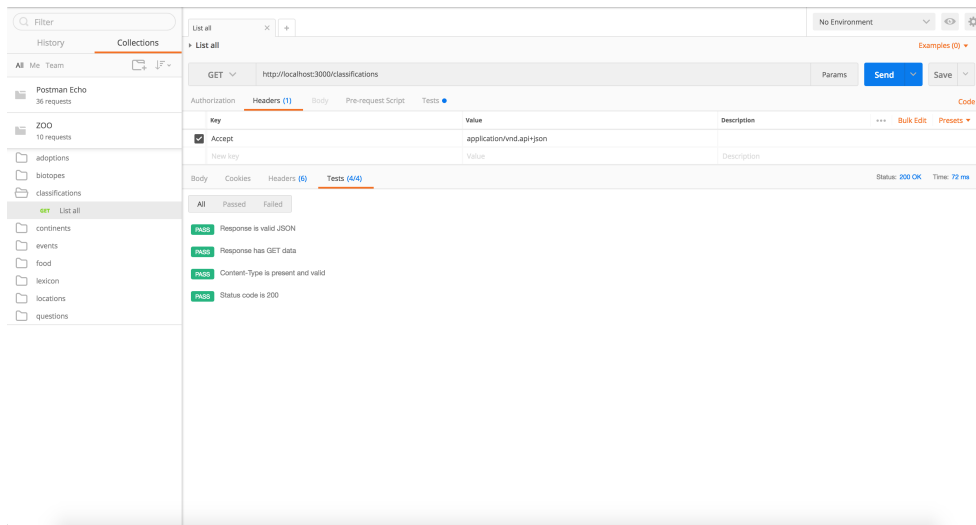 Filter
History Collections
All Me Team
Postman Echo
36 requests
ZOO
10 requests
adoptions
biotopes
classifications
GET List all
continents
events
food
lexicon
locations
questions
List all × +
No Environment
List all
Examples (0)
GET http://localhost:3000/classifications Params Send Save
Authorization Headers (1) Body Pre-request Script Tests Code
Key Value Description ••• Bulk Edit Presets
Accept application/vnd.api+json
New key Value Description
Body Cookies Headers (6) Tests (4/4) Status: 200 OK Time: 72 ms
All Passed Failed
PASS Response is valid JSON
PASS Response has GET data
PASS Content-Type is present and valid
PASS Status code is 200